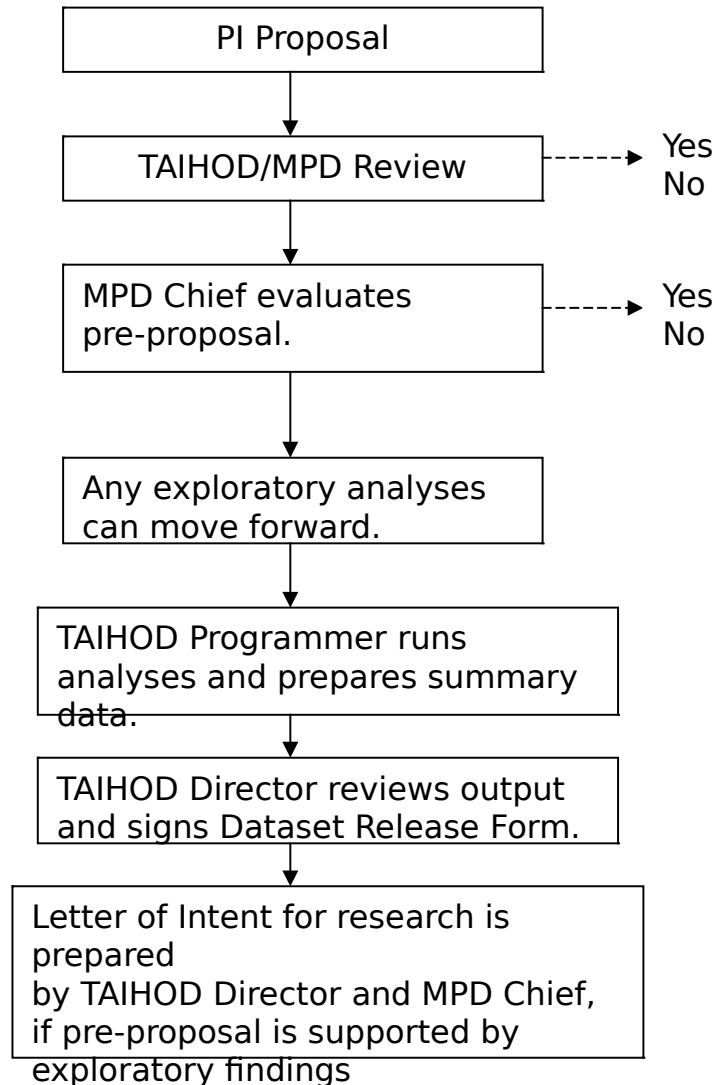 PI Proposal
TAIHOD/MPD Review
Yes
No
MPD Chief evaluates
pre-proposal.
Yes
No
Any exploratory analyses
can move forward.
TAIHOD Programmer runs
analyses and prepares summary
data.
TAIHOD Director reviews output
and signs Dataset Release Form.
Letter of Intent for research is
prepared
by TAIHOD Director and MPD Chief,
if pre-proposal is supported by
exploratory findings